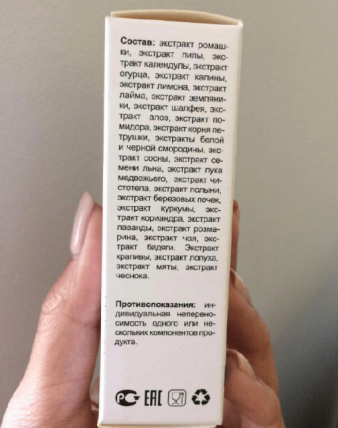 Состав: экстракт ромаш-
ки, экстракт липы, экс-
тракт календулы, экстракт
огурца, экстракт калины,
экстракт лимона, экстракт
лайма, экстракт земляни-
ки, экстракт шалфея, экс-
тракт алоэ, экстракт по-
мидора, экстракт корня пе-
трушки, экстракты белой
и черной смородины, экс-
тракт сосны, экстракт се-
мени льна, экстракт лука
медвежьего, экстракт чис-
тотела, экстракт полыни,
экстракт березовых почек,
экстракт куркумы, экс-
тракт кориандра, экстракт
лаванды, экстракт розма-
рина, экстракт чая, экс-
тракт бадяги. Экстракт
крапивы, экстракт лопуха,
экстракт мяты, экстракт
чеснока.
Противопоказания: ин-
дивидуальная неперено-
симость одного или не-
скольких компонентов про-
дукта.
РС ЕАС